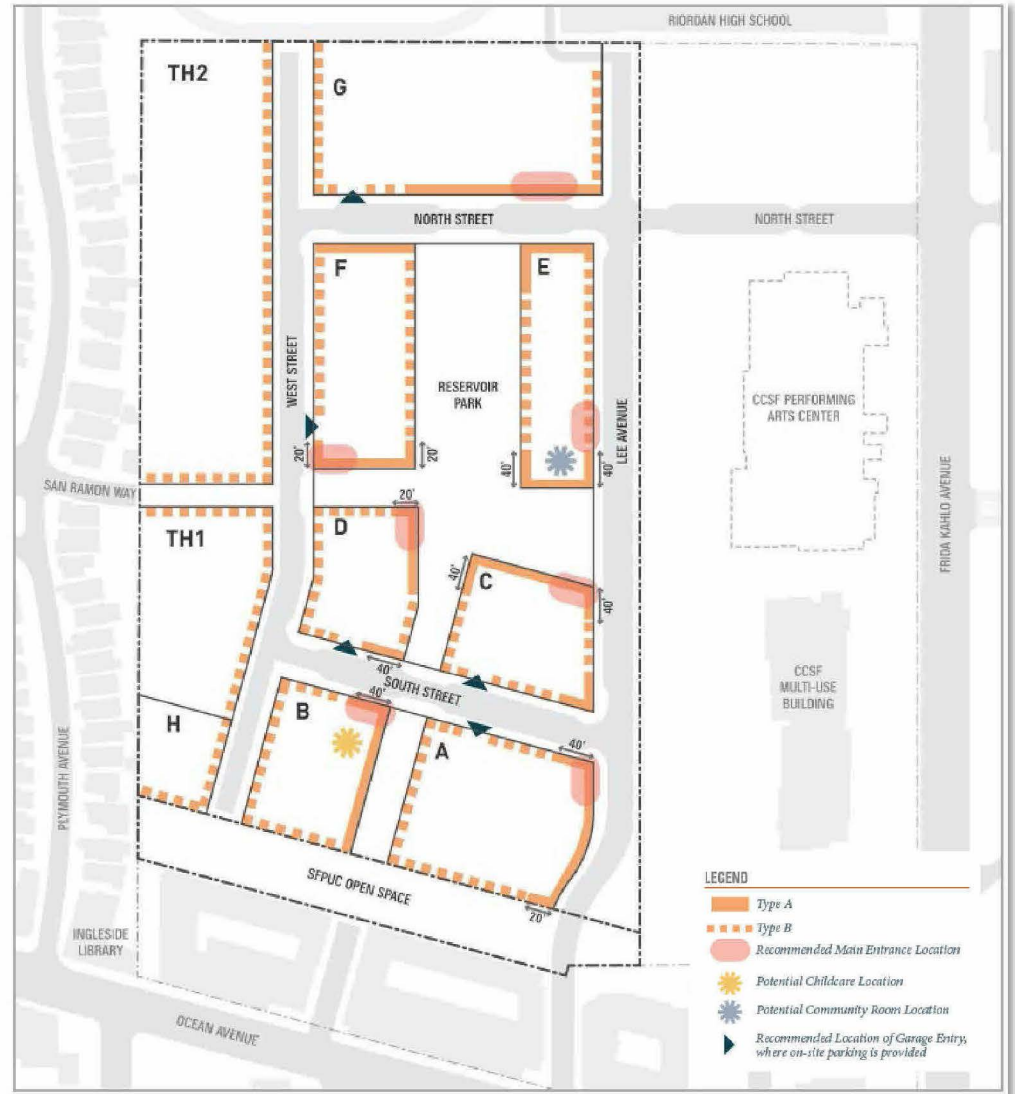 RIORDAN HIGH SCHOOL
TH2
G
NORTH STREET
NORTH STREET
F
E
WEST STREET
RESERVOIR
PARK
LEE AVENUE
CCSF PERFORMING
ARTS CENTER
FRIDA KAHLO AVENUE
20'
20'
40'
40'
SAN RAMON WAY
20'
D
TH1
40'
C
40'
40'
SOUTH STREET
CCSF
MULTI-USE
BUILDING
40'
B
H
A
40'
PLYMOUTH AVENUE
SFPUC OPEN SPACE
20'
INGLESIDE
LIBRARY
OCEAN AVENUE
LEGEND
Type A
Type B
Recommended Main Entrance Location
Potential Childcare Location
Potential Community Room Location
Recommended Location of Garage Entry,
where on-site parking is provided